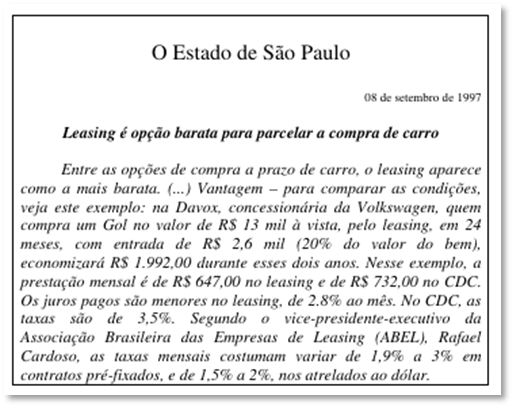 O Estado de São Paulo
08 de setembro de 1997
Leasing é opção barata para parcelar a compra de carro
Entre as opções de compra a prazo de carro, o leasing aparece
como a mais barata. (...) Vantagem – para comparar as condições,
veja este exemplo: na Davox, concessionária da Volkswagen, quem
compra um Gol no valor de R$ 13 mil à vista, pelo leasing, em 24
meses, com entrada de R$ 2,6 mil (20% do valor do bem),
economizará R$ 1.992,00 durante esses dois anos. Nesse exemplo, a
prestação mensal é de R$ 647,00 no leasing e de R$ 732,00 no CDC.
Os juros pagos são menores no leasing, de 2.8% ao mês. No CDC, as
taxas são de 3,5%. Segundo o vice-presidente-executivo da
Associação Brasileira das Empresas de Leasing (ABEL), Rafael
Cardoso, as taxas mensais costumam variar de 1,9% a 3% em
contratos pré-fixados, e de 1,5% a 2%, nos atrelados ao dólar.